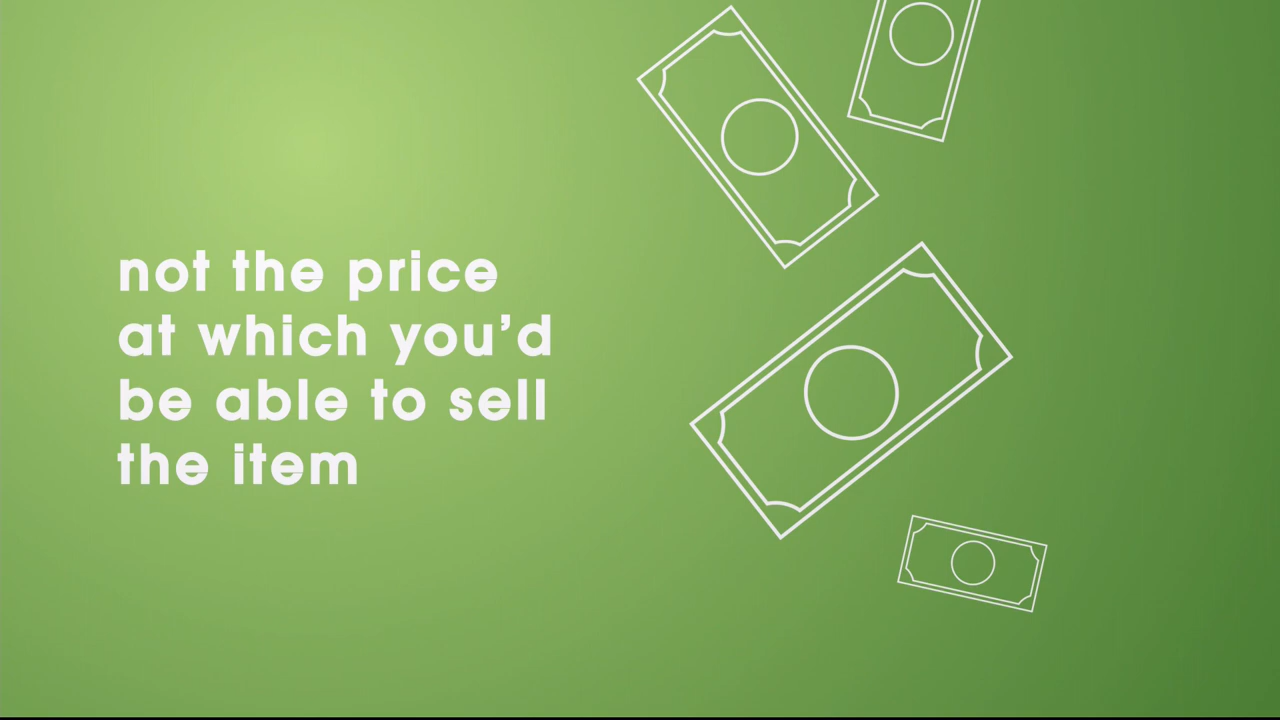 not the price
at which you’d
be able to sell
the item